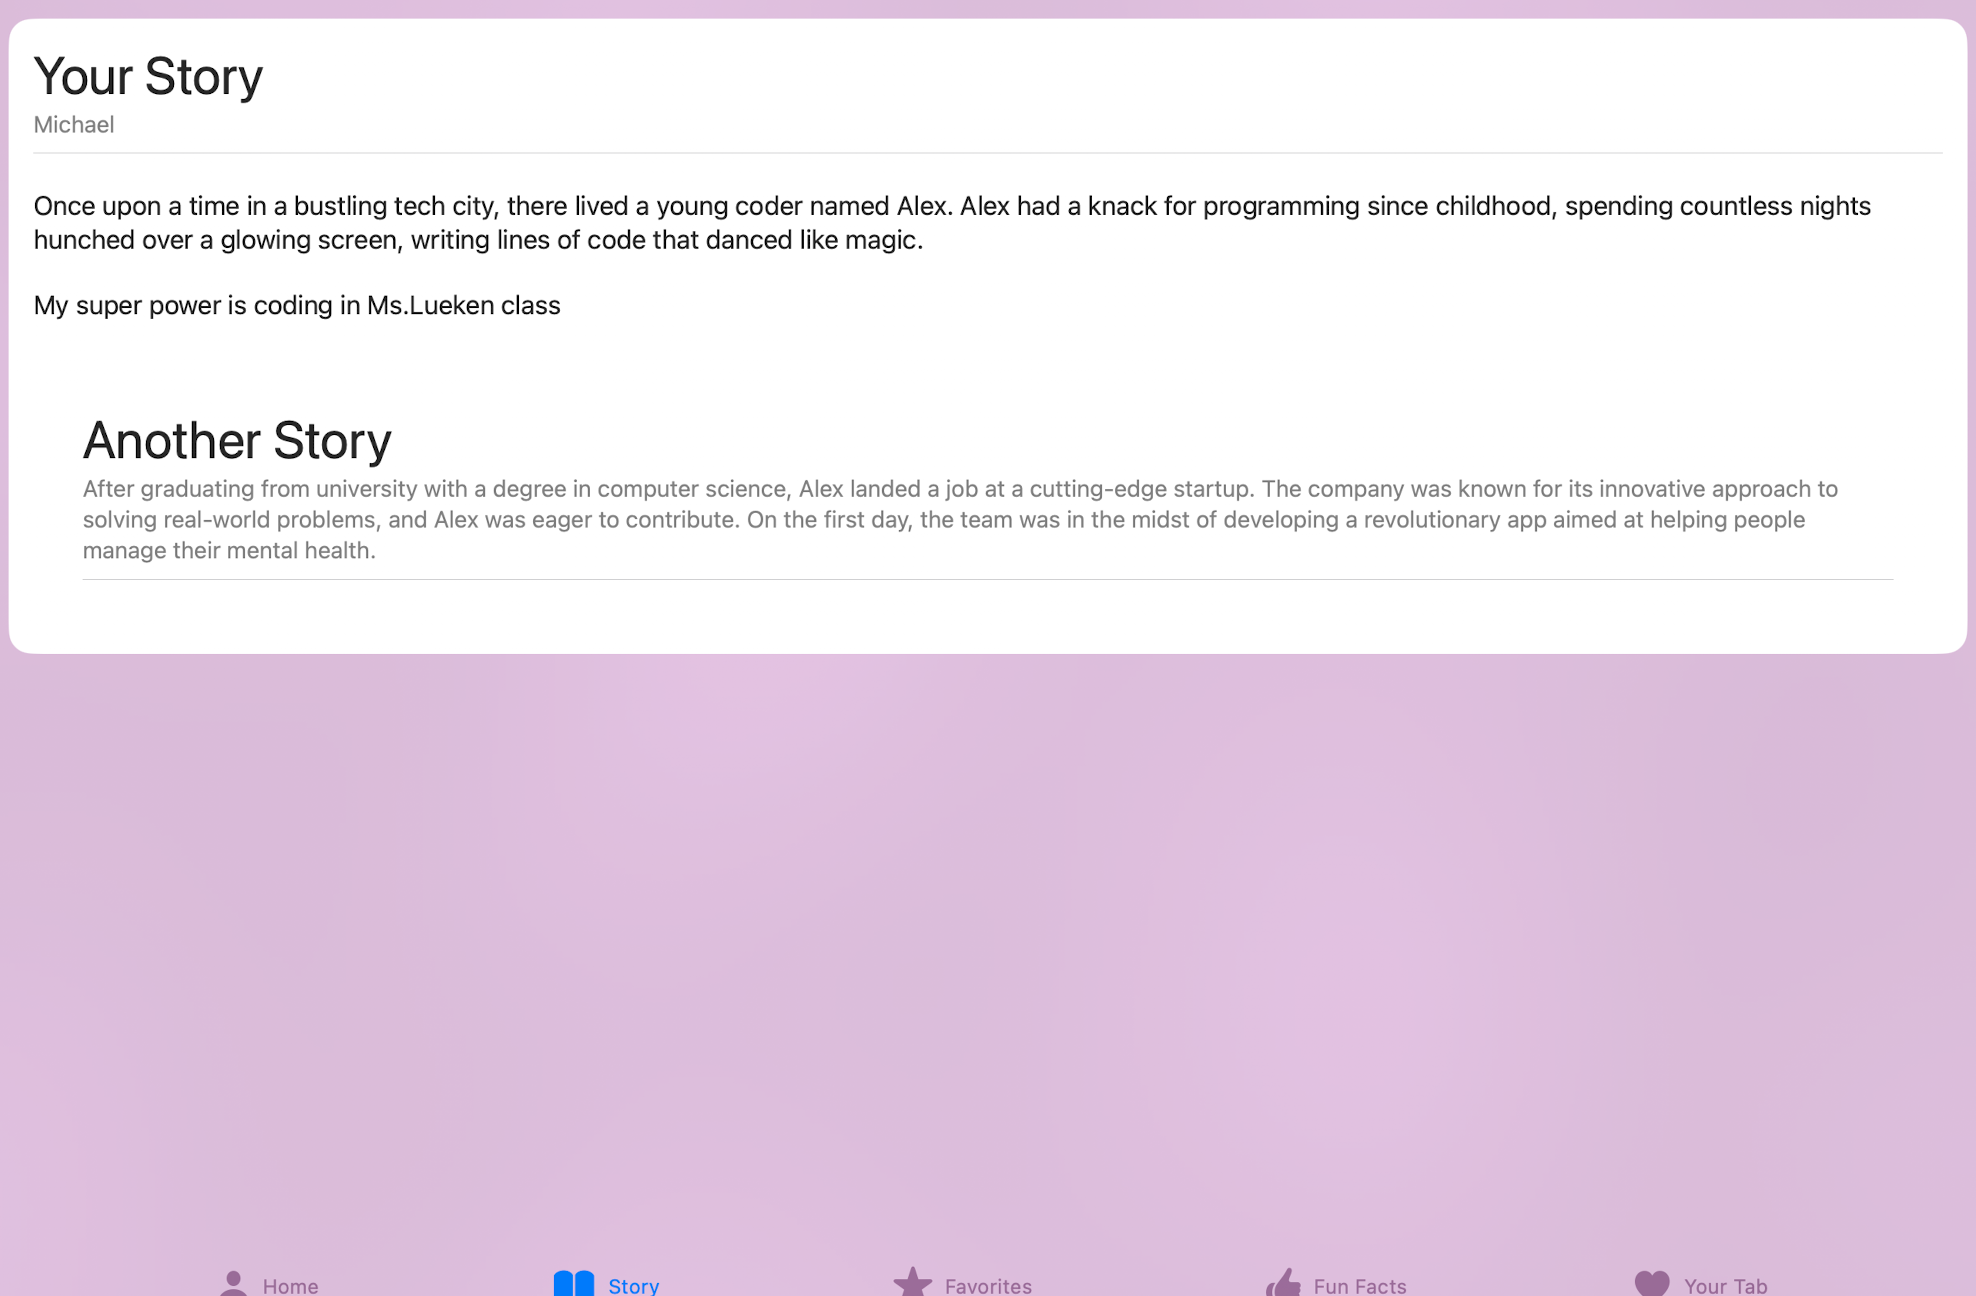 Your Story
Michael
Once upon a time in a bustling tech city, there lived a young coder named Alex. Alex had a knack for programming since childhood, spending countless nights
hunched over a glowing screen, writing lines of code that danced like magic.
My super power is coding in Ms.Lueken class
Another Story
After graduating from university with a degree in computer science, Alex landed a job at a cutting-edge startup. The company was known for its innovative approach to
solving real-world problems, and Alex was eager to contribute. On the first day, the team was in the midst of developing a revolutionary app aimed at helping people
manage their mental health.
Home Story Favorites Fun Facts Your Tab